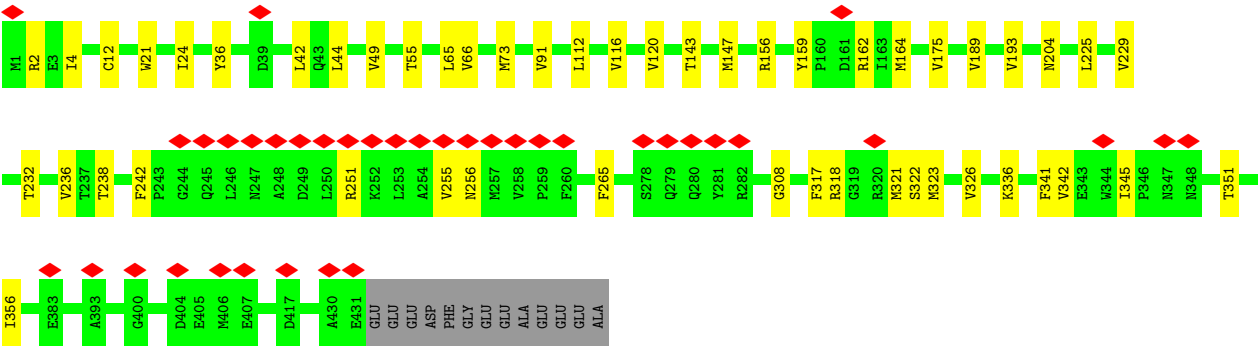 M1 R2 E3 I4 C12 W21 I24 Y36 D39 L42 Q43 L44 V49 T55 L65 V66 M73 V91 L112 V116 V120 T143 M147 R156 Y159 P160 D161 R162 I163 M164 V175 V189 V193 N204 L225 V229
T232 V236 T237 T238 F242 P243 G244 Q245 L246 N247 A248 D249 L250 R251 K252 L253 A254 V255 N256 M257 V258 P259 F260 F265 S278 Q279 Q280 Y281 R282 G308 F317 R318 G319 R320 M321 S322 M323 V326 K336 F341 V342 E343 W344 I345 P346 N347 N348 T351
I356 E383 A393 G400 D404 E405 M406 E407 D417 A430 E431 GLU GLU GLU ASP PHE GLY GLU GLU ALA GLU GLU GLU ALA